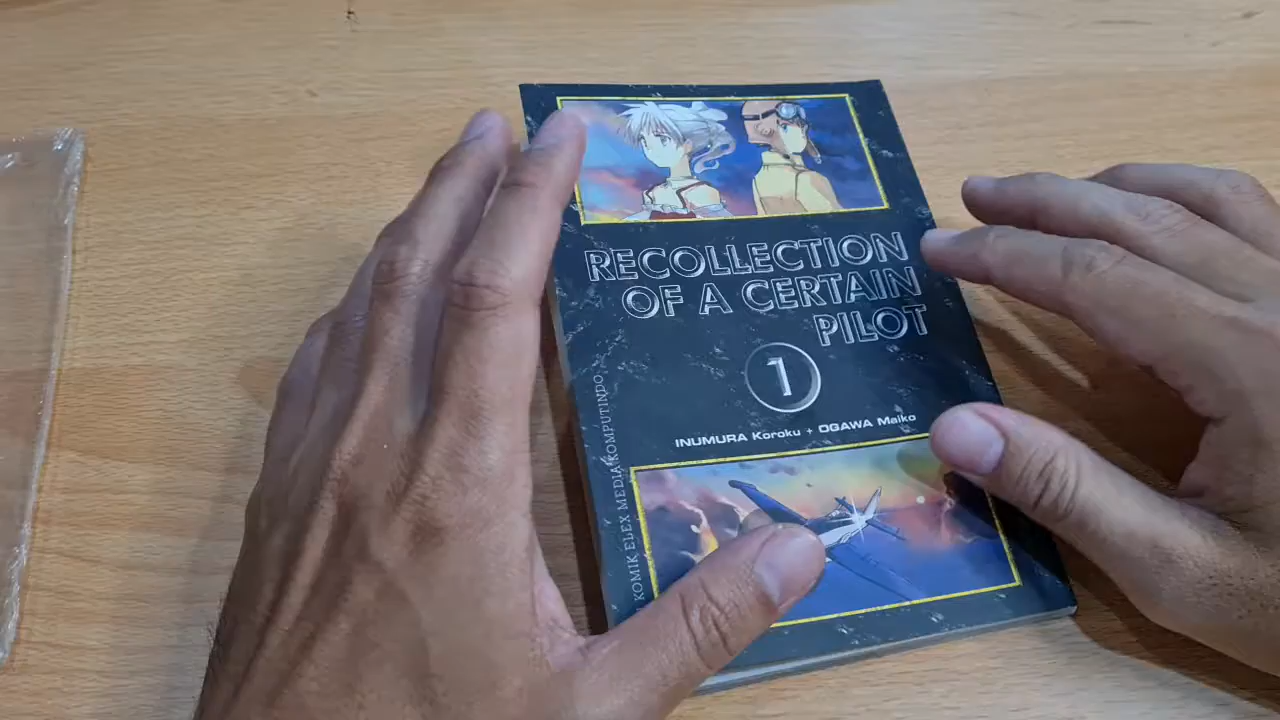 RECOLLECTION
OF A CERTAIN
PILOT
1
INUMURA Koroku + OGAWA Maiko
KOMIK ELEX MEDIA KOMPUTINDO